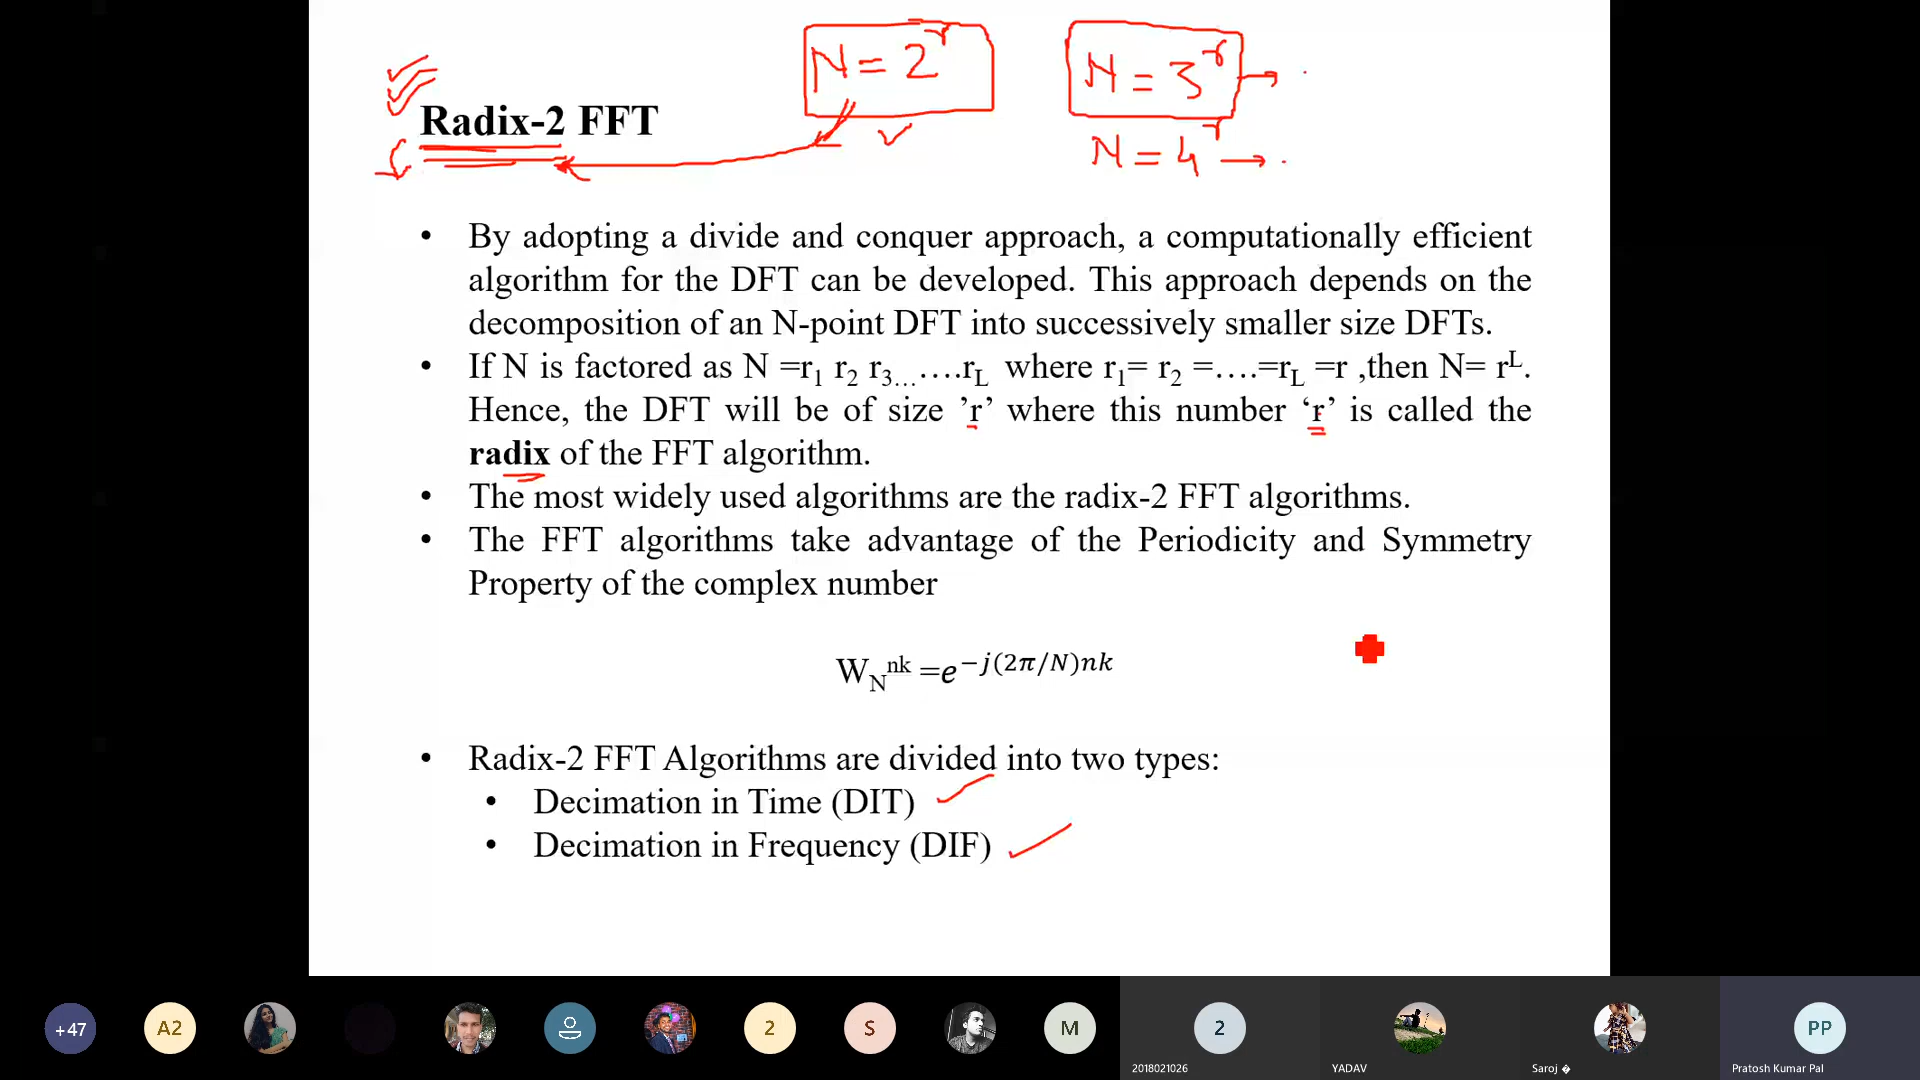 N = 2^r
N = 3^r →
Radix-2 FFT
N = 4^r →
• By adopting a divide and conquer approach, a computationally efficient
algorithm for the DFT can be developed. This approach depends on the
decomposition of an N-point DFT into successively smaller size DFTs.
• If N is factored as N =r₁ r₂ r₃…….r_L where r₁= r₂ =….=r_L =r ,then N= r^L.
Hence, the DFT will be of size ’r’ where this number ‘r’ is called the
radix of the FFT algorithm.
• The most widely used algorithms are the radix-2 FFT algorithms.
• The FFT algorithms take advantage of the Periodicity and Symmetry
Property of the complex number
W_N^nk =e^−j(2π/N)nk
• Radix-2 FFT Algorithms are divided into two types:
• Decimation in Time (DIT)
• Decimation in Frequency (DIF)
+47
A2
2
S
M
2
PP
2018021026
YADAV
Saroj �
Pratosh Kumar Pal